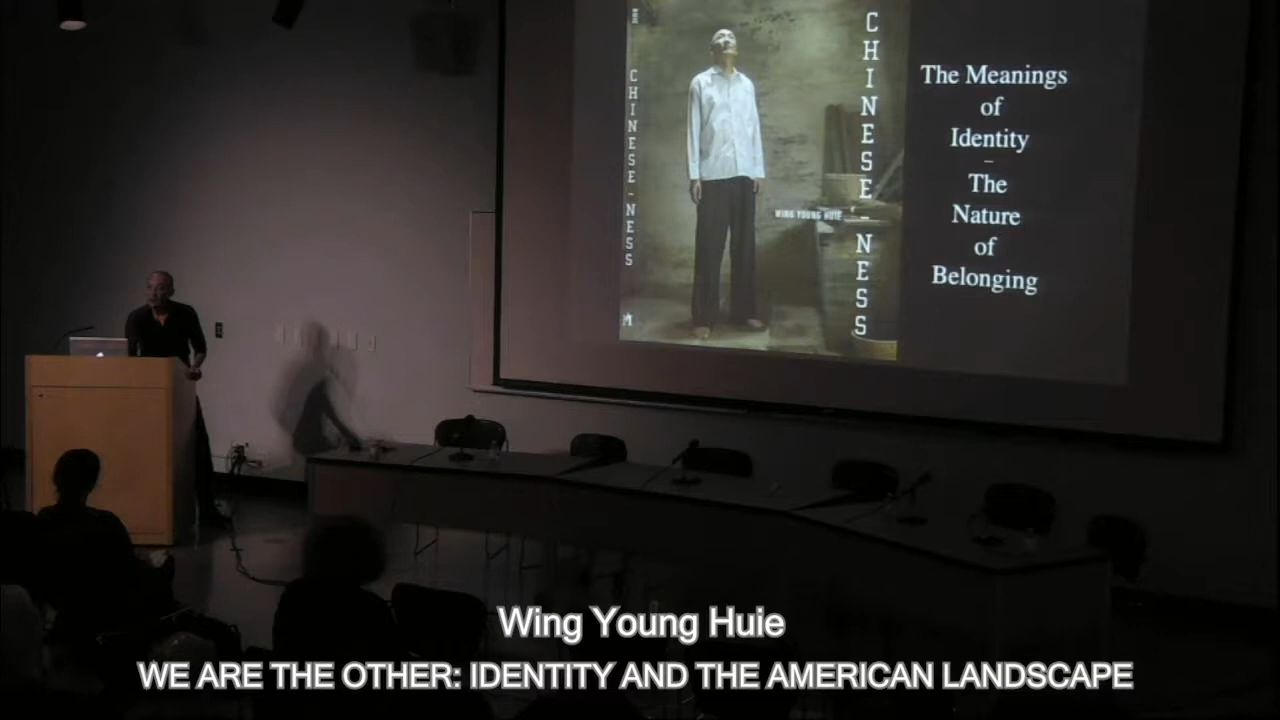 CHINESE-NESS
CHINESE-NESS
WING YOUNG HUIE
The Meanings
of
Identity
–
The
Nature
of
Belonging
Wing Young Huie
WE ARE THE OTHER: IDENTITY AND THE AMERICAN LANDSCAPE